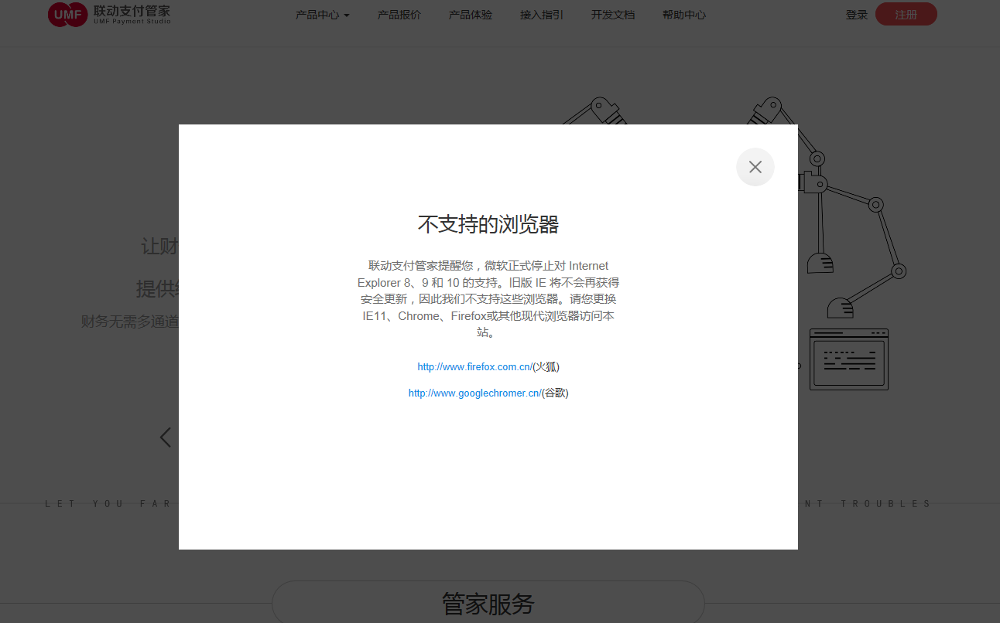 UMF 联动支付管家
UMF Payment Studio
产品中心 产品报价 产品体验 接入指引 开发文档 帮助中心 登录 注册
不支持的浏览器
让财
联动支付管家提醒您，微软正式停止对 Internet
Explorer 8、9 和 10 的支持。旧版 IE 将不会再获得
提供
安全更新，因此我们不支持这些浏览器。请您更换
IE11、Chrome、Firefox或其他现代浏览器访问本
财务无需多通道
站。
http://www.firefox.com.cn/(火狐)
http://www.googlechromer.cn/(谷歌)
LET YOU FAR NT TROUBLES
管家服务